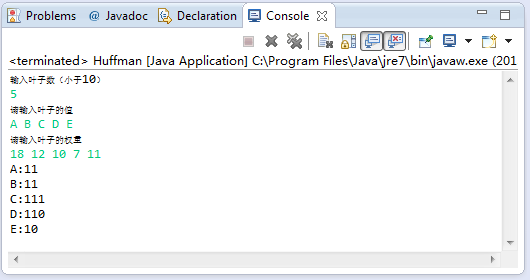 Problems @ Javadoc Declaration Console
<terminated> Huffman [Java Application] C:\Program Files\Java\jre7\bin\javaw.exe (201
输入叶子数（小于10）
5
请输入叶子的值
A B C D E
请输入叶子的权重
18 12 10 7 11
A:11
B:11
C:111
D:110
E:10